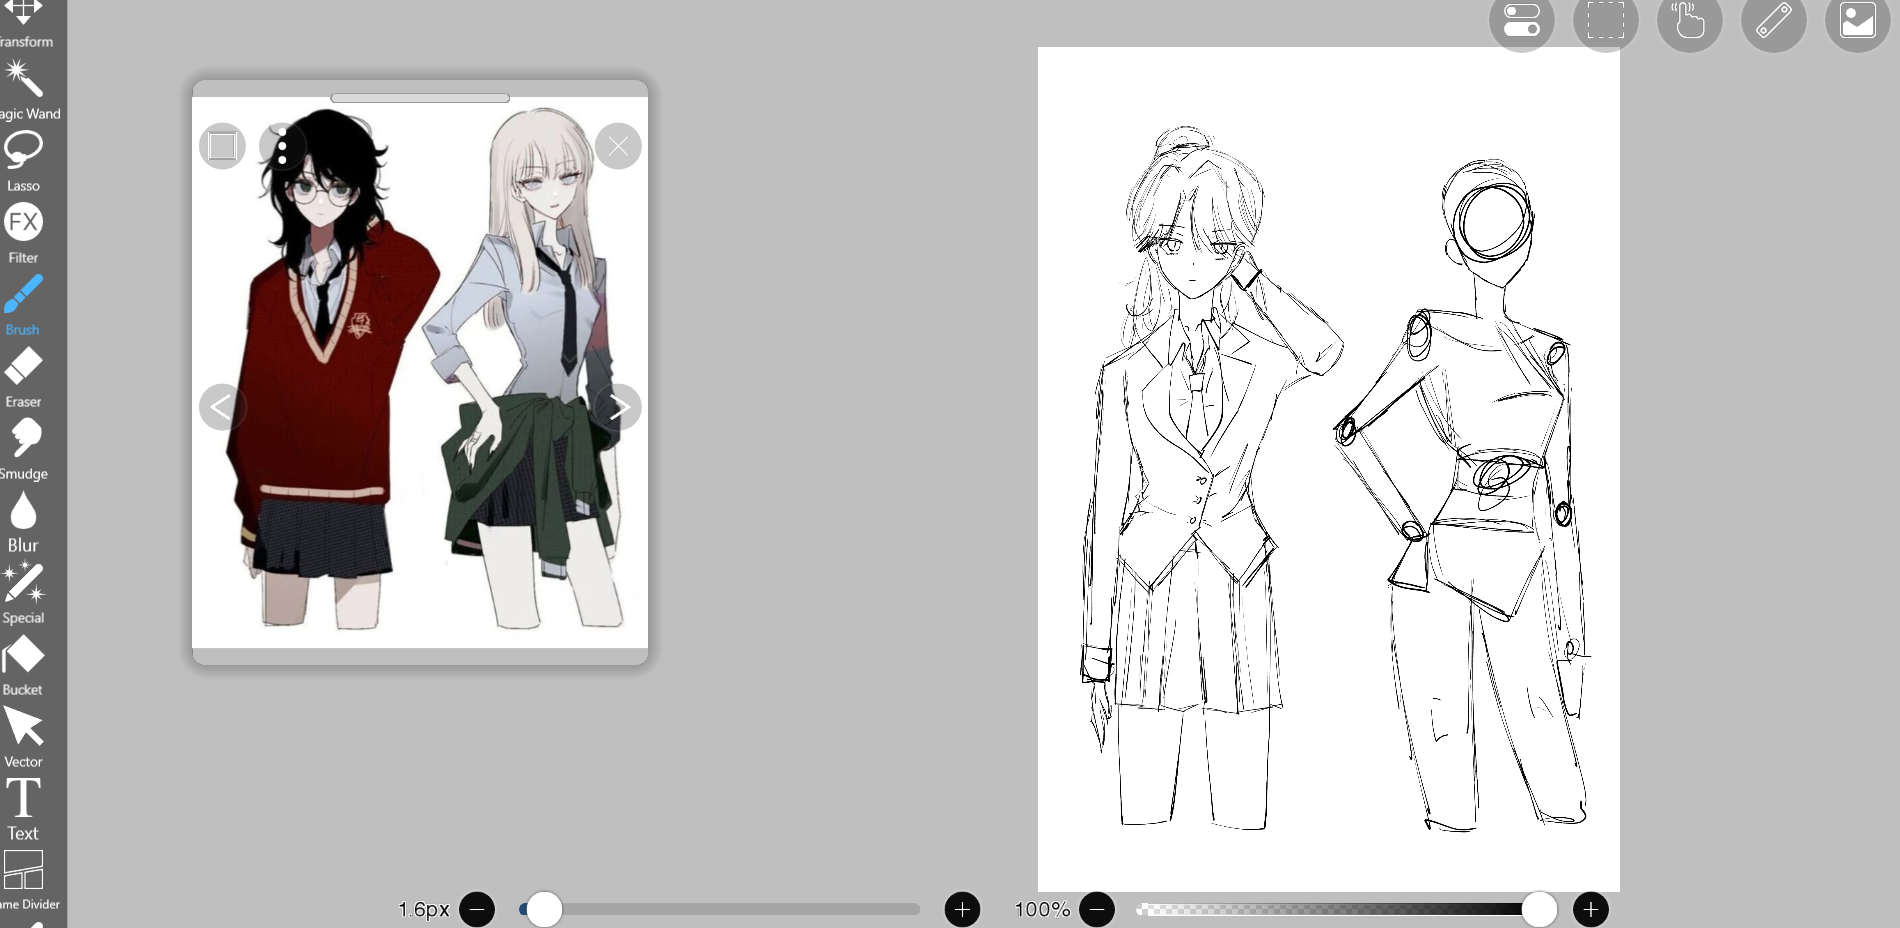 ransform
agic Wand
Lasso
FX
Filter
Brush
Eraser
Smudge
Blur
Special
Bucket
Vector
T
Text
ame Divider
1.6px
100%